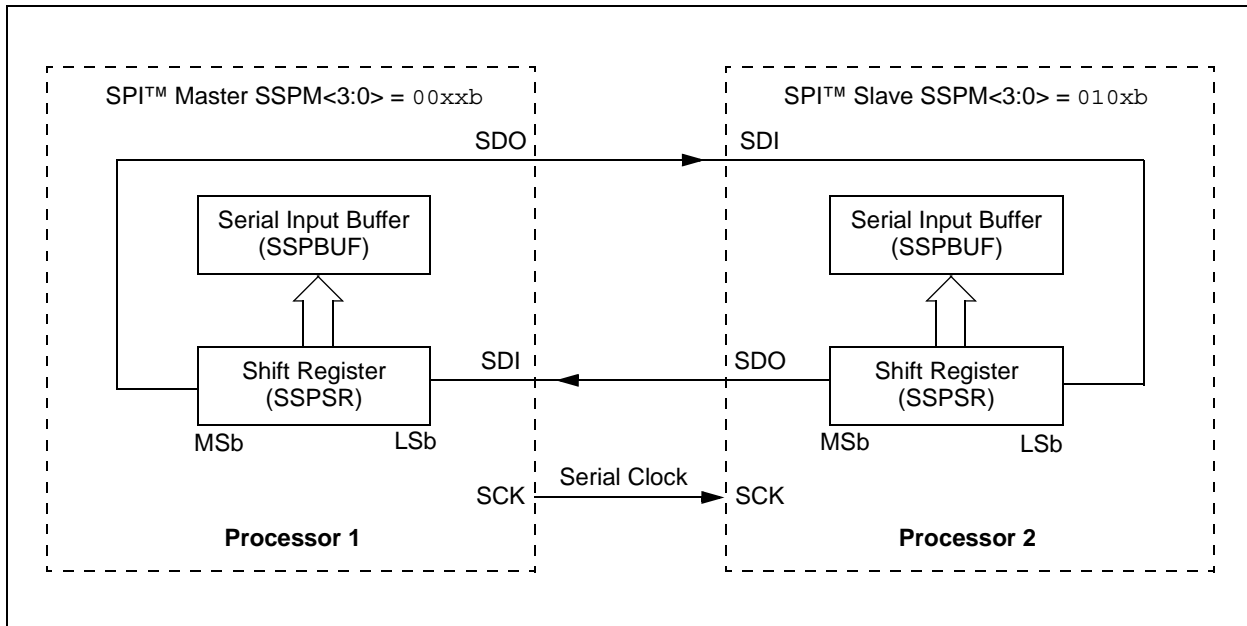 SPI™ Master SSPM<3:0> = 00xxb
SDO
Serial Input Buffer
(SSPBUF)
Shift Register
(SSPSR)
MSb
LSb
SDI
SCK
Processor 1
Serial Clock
SPI™ Slave SSPM<3:0> = 010xb
SDI
Serial Input Buffer
(SSPBUF)
SDO
Shift Register
(SSPSR)
MSb
LSb
SCK
Processor 2